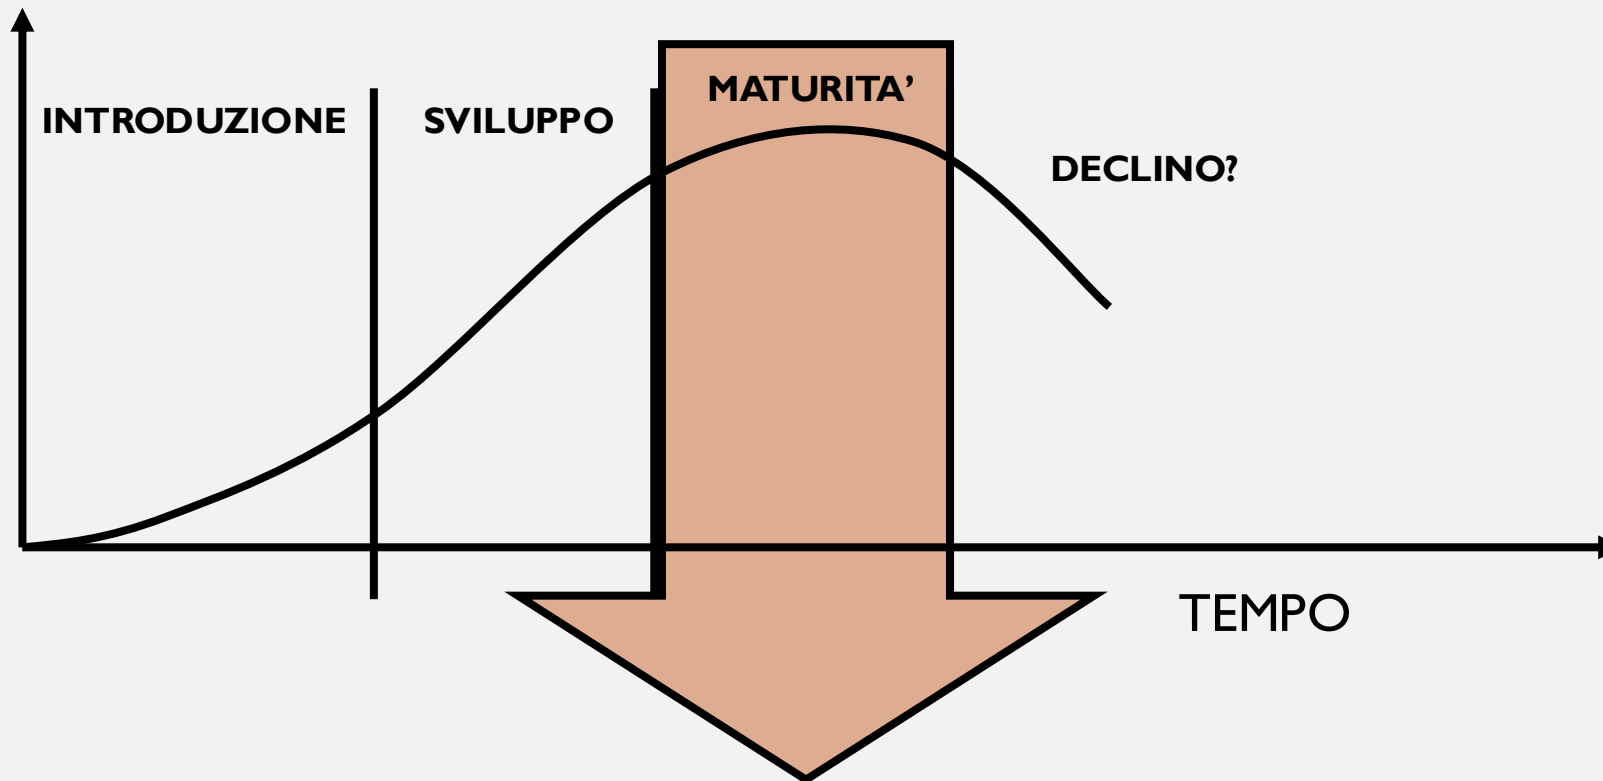 MATURITA’
INTRODUZIONE
SVILUPPO
DECLINO?
TEMPO